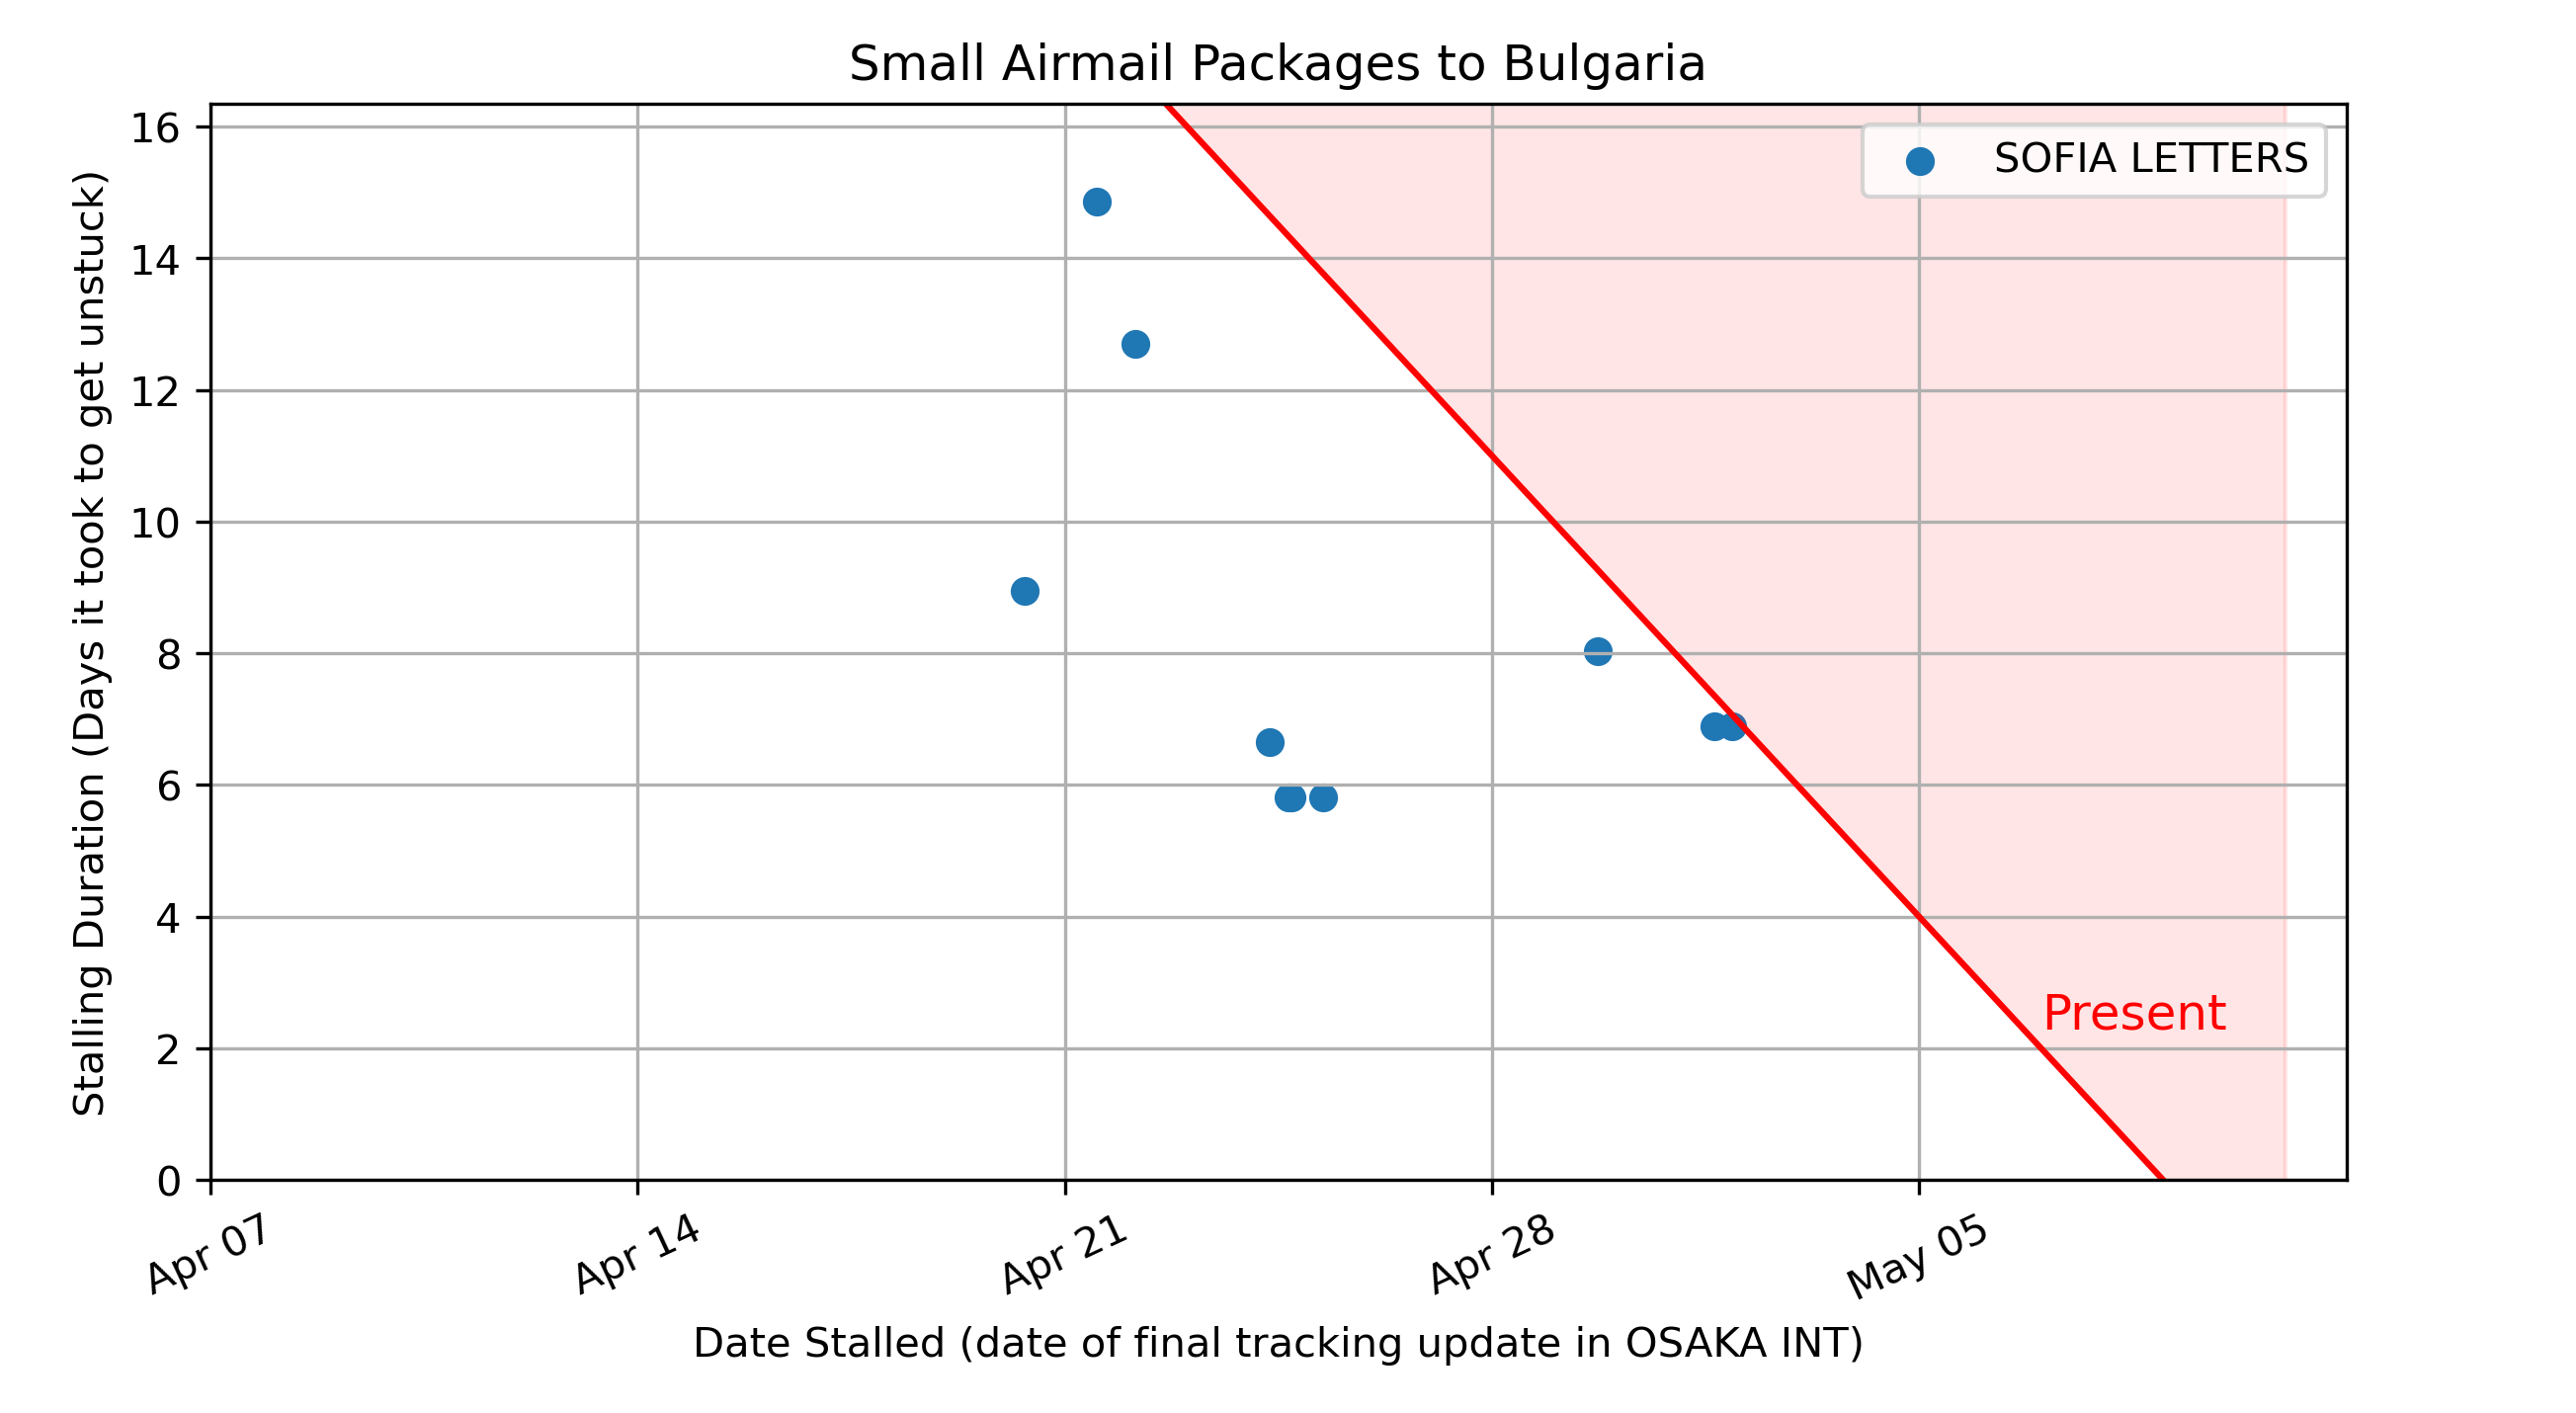 Small Airmail Packages to Bulgaria
SOFIA LETTERS
Stalling Duration (Days it took to get unstuck)
16
14
12
10
8
6
4
2
0
Present
Apr 07
Apr 14
Apr 21
Apr 28
May 05
Date Stalled (date of final tracking update in OSAKA INT)